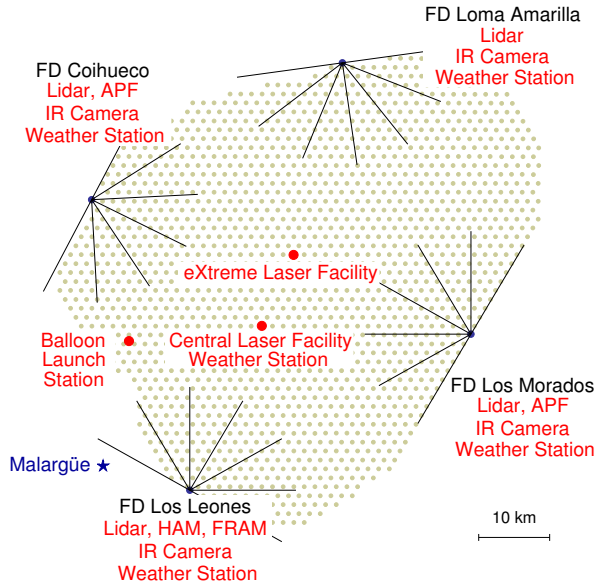 FD Loma Amarilla
Lidar
IR Camera
Weather Station
FD Coihueco
Lidar, APF
IR Camera
Weather Station
eXtreme Laser Facility
Balloon
Launch
Station
Central Laser Facility
Weather Station
FD Los Morados
Lidar, APF
IR Camera
Weather Station
Malargüe
FD Los Leones
Lidar, HAM, FRAM
IR Camera
Weather Station
10 km